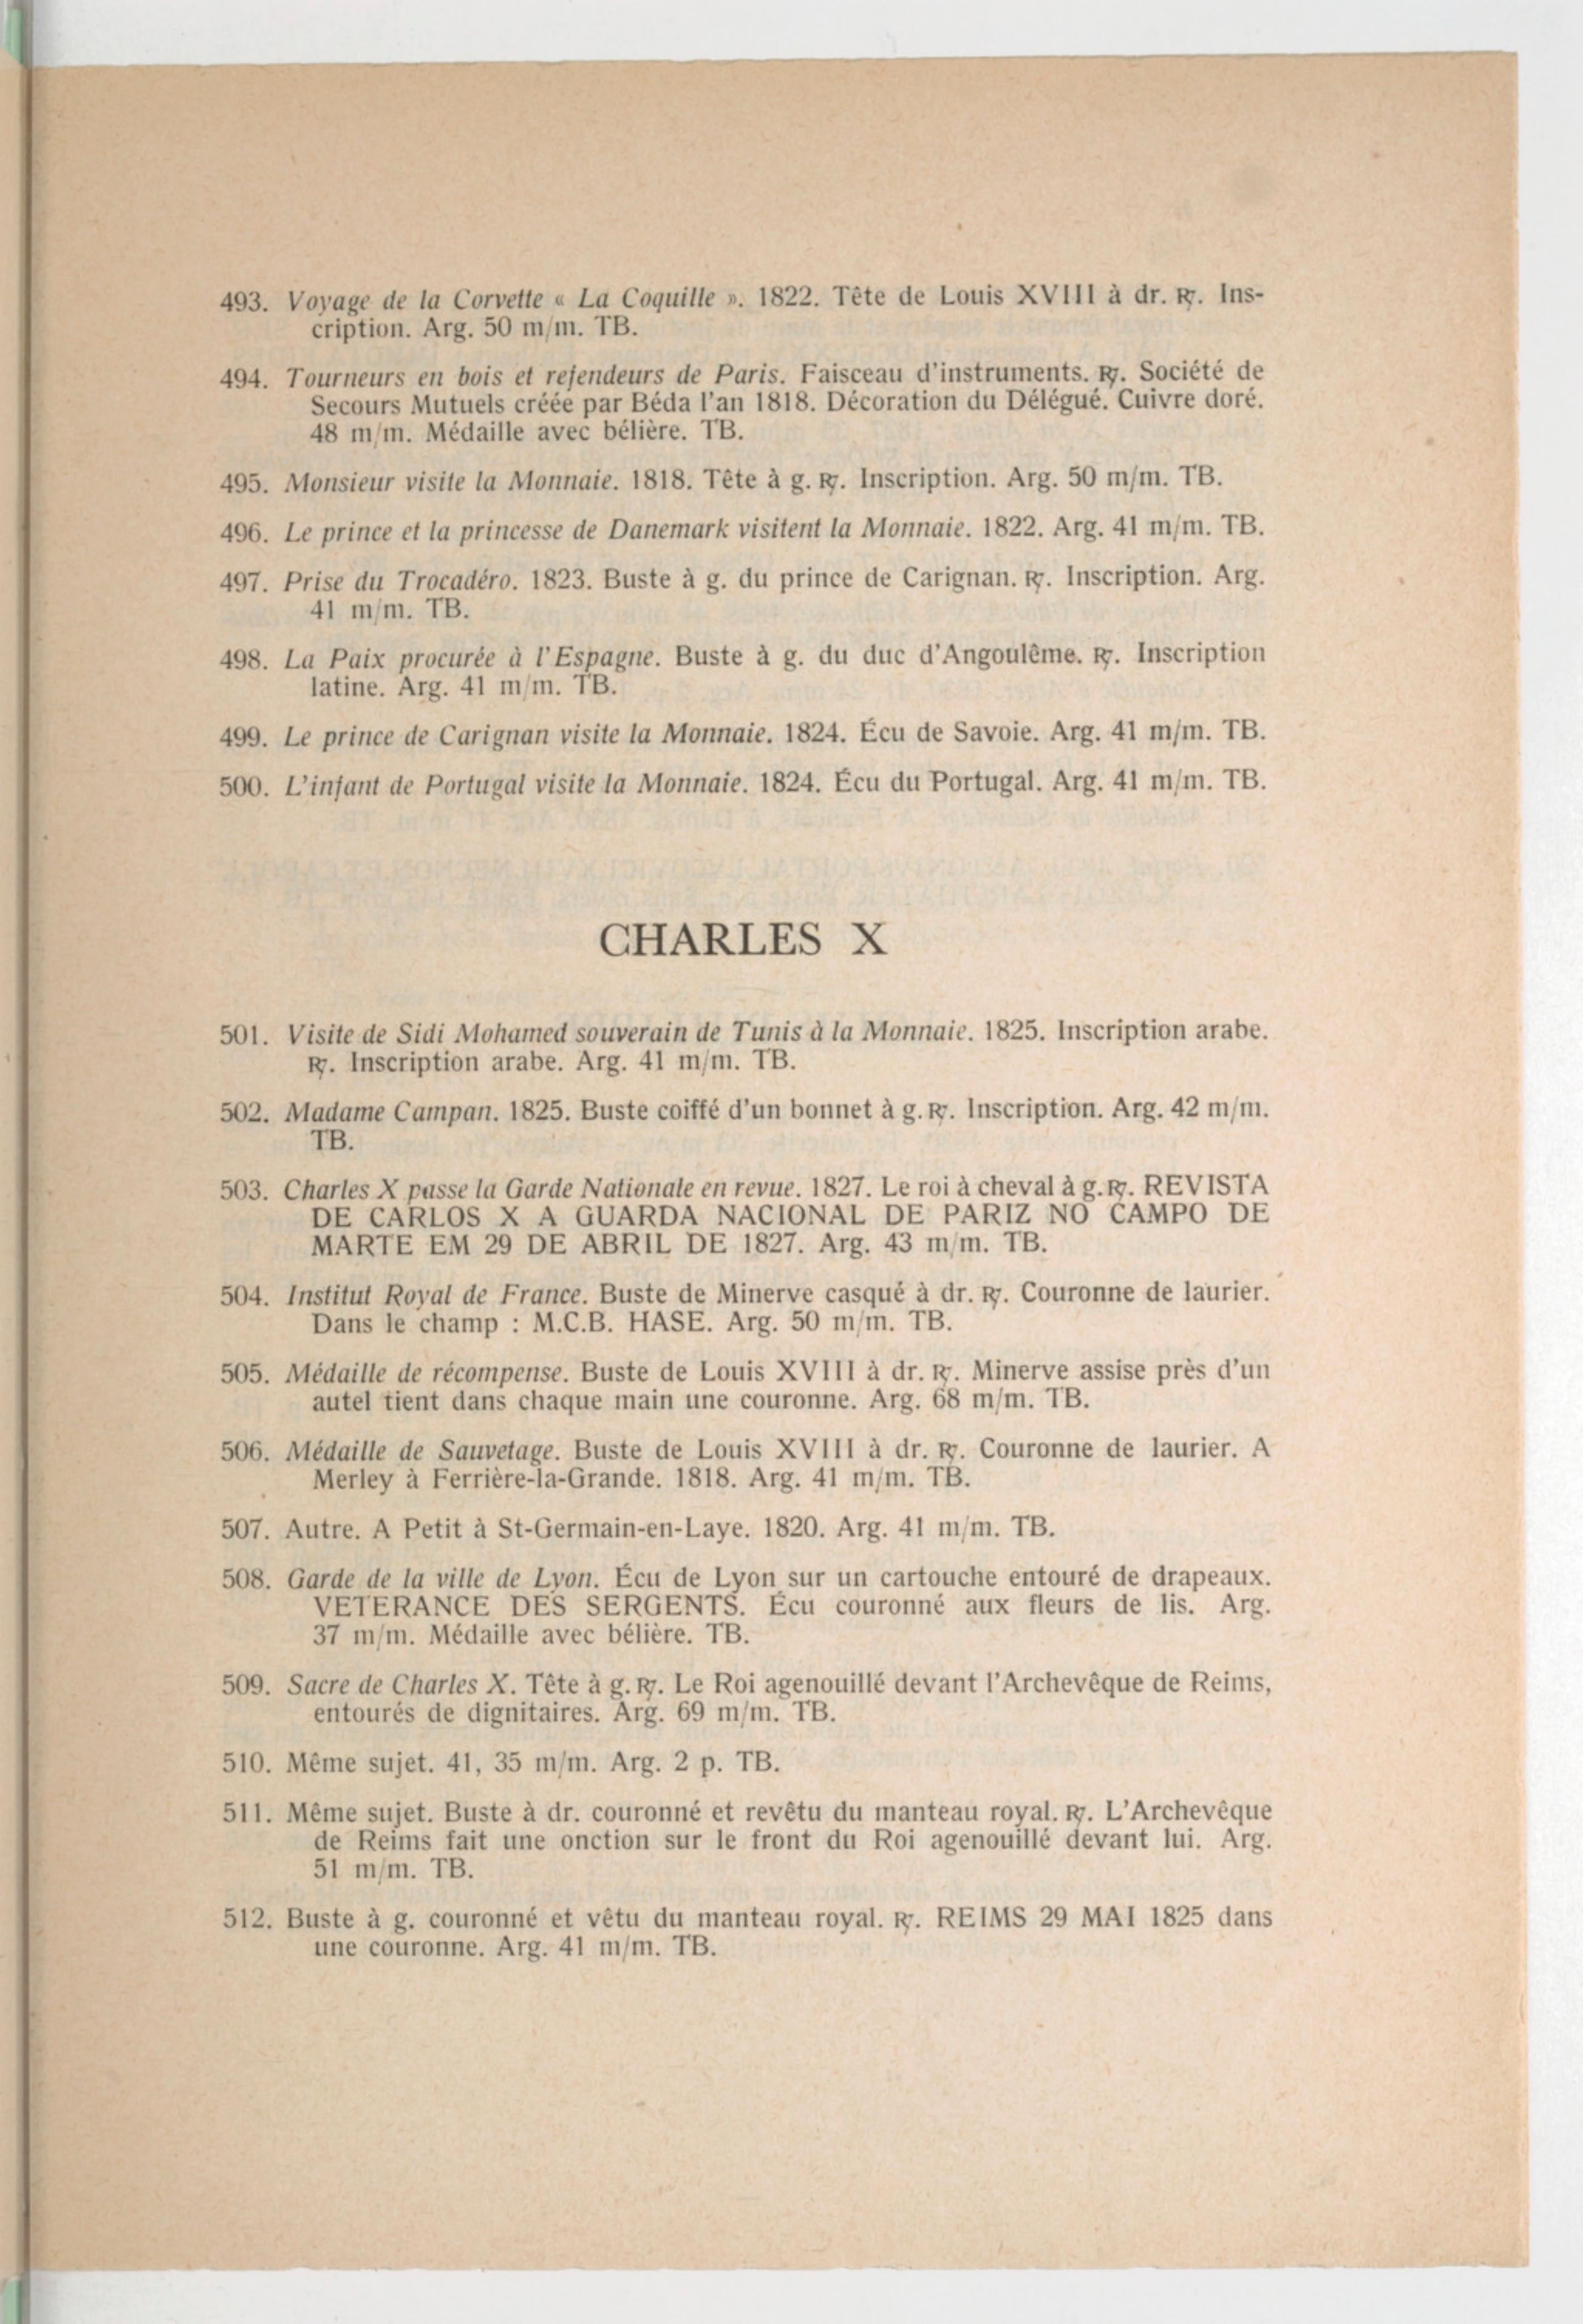 493. Voyage de la Corvette « La Coquille ». 1822. Tête de Louis XVIII à dr. ℞. Ins-
cription. Arg. 50 m/m. TB.
494. Tourneurs en bois et refendeurs de Paris. Faisceau d'instruments. ℞. Société de
Secours Mutuels créée par Béda l'an 1818. Décoration du Délégué. Cuivre doré.
48 m/m. Médaille avec bélière. TB.
495. Monsieur visite la Monnaie. 1818. Tête à g. ℞. Inscription. Arg. 50 m/m. TB.
496. Le prince et la princesse de Danemark visitent la Monnaie. 1822. Arg. 41 m/m. TB.
497. Prise du Trocadéro. 1823. Buste à g. du prince de Carignan. ℞. Inscription. Arg.
41 m/m. TB.
498. La Paix procurée à l'Espagne. Buste à g. du duc d'Angoulême. ℞. Inscription
latine. Arg. 41 m/m. TB.
499. Le prince de Carignan visite la Monnaie. 1824. Écu de Savoie. Arg. 41 m/m. TB.
500. L'infant de Portugal visite la Monnaie. 1824. Écu du Portugal. Arg. 41 m/m. TB.
CHARLES X
501. Visite de Sidi Mohamed souverain de Tunis à la Monnaie. 1825. Inscription arabe.
℞. Inscription arabe. Arg. 41 m/m. TB.
502. Madame Campan. 1825. Buste coiffé d'un bonnet à g. ℞. Inscription. Arg. 42 m/m.
TB.
503. Charles X passe la Garde Nationale en revue. 1827. Le roi à cheval à g. ℞. REVISTA
DE CARLOS X A GUARDA NACIONAL DE PARIZ NO CAMPO DE
MARTE EM 29 DE ABRIL DE 1827. Arg. 43 m/m. TB.
504. Institut Royal de France. Buste de Minerve casqué à dr. ℞. Couronne de laurier.
Dans le champ : M.C.B. HASE. Arg. 50 m/m. TB.
505. Médaille de récompense. Buste de Louis XVIII à dr. ℞. Minerve assise près d'un
autel tient dans chaque main une couronne. Arg. 68 m/m. TB.
506. Médaille de Sauvetage. Buste de Louis XVIII à dr. ℞. Couronne de laurier. A
Merley à Ferrière-la-Grande. 1818. Arg. 41 m/m. TB.
507. Autre. A Petit à St-Germain-en-Laye. 1820. Arg. 41 m/m. TB.
508. Garde de la ville de Lyon. Écu de Lyon sur un cartouche entouré de drapeaux.
VETERANCE DES SERGENTS. Écu couronné aux fleurs de lis. Arg.
37 m/m. Médaille avec bélière. TB.
509. Sacre de Charles X. Tête à g. ℞. Le Roi agenouillé devant l'Archevêque de Reims,
entourés de dignitaires. Arg. 69 m/m. TB.
510. Même sujet. 41, 35 m/m. Arg. 2 p. TB.
511. Même sujet. Buste à dr. couronné et revêtu du manteau royal. ℞. L'Archevêque
de Reims fait une onction sur le front du Roi agenouillé devant lui. Arg.
51 m/m. TB.
512. Buste à g. couronné et vêtu du manteau royal. ℞. REIMS 29 MAI 1825 dans
une couronne. Arg. 41 m/m. TB.